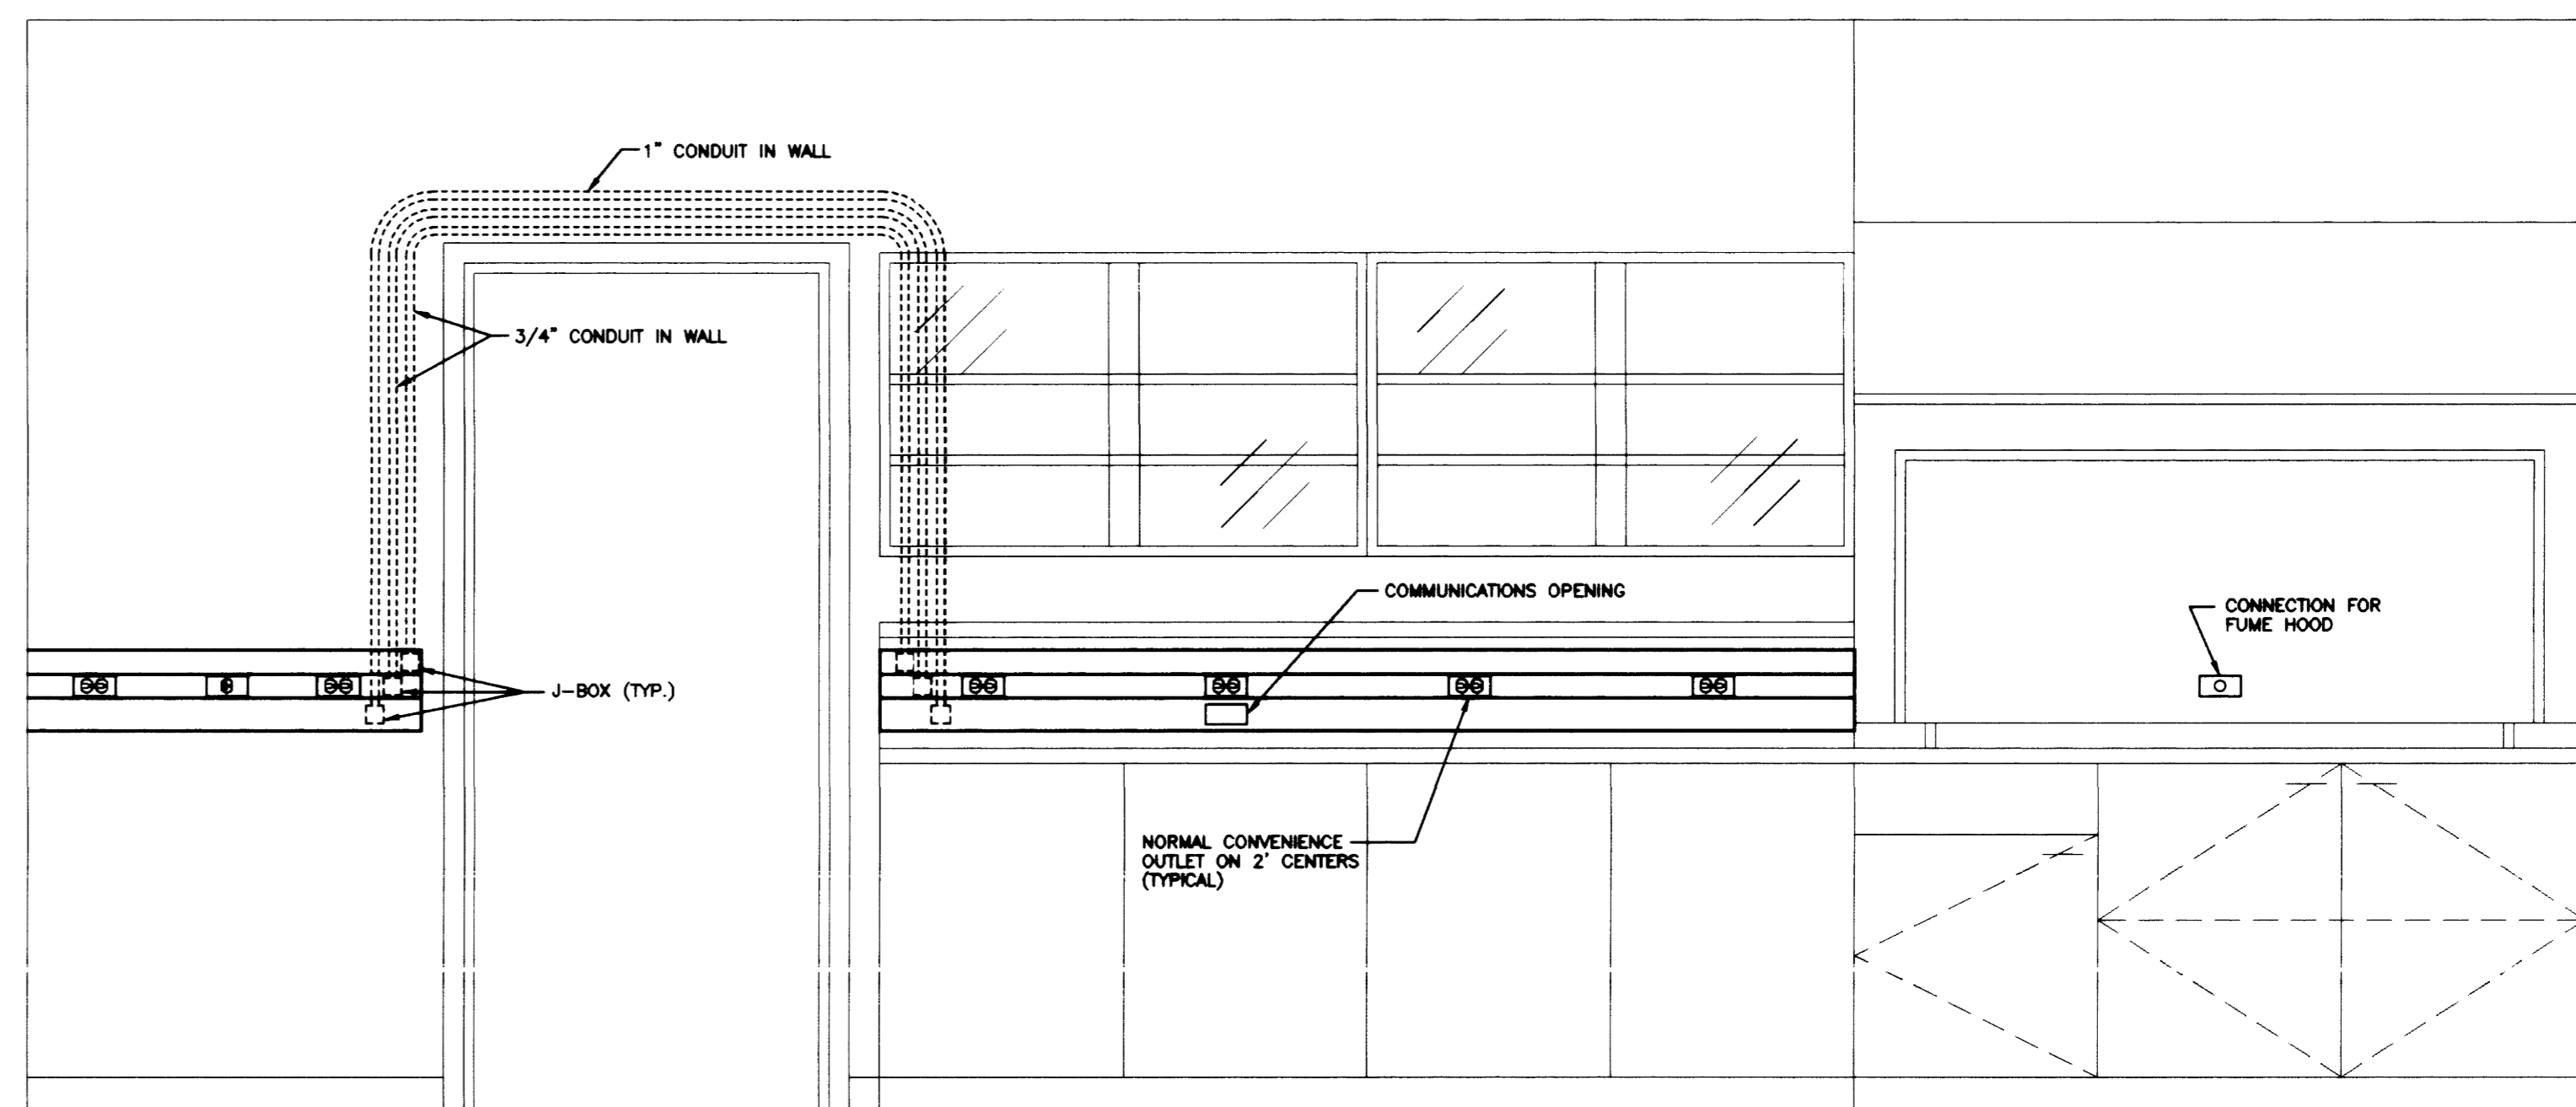 1" CONDUIT IN WALL
3/4" CONDUIT IN WALL
COMMUNICATIONS OPENING
CONNECTION FOR
FUME HOOD
J-BOX (TYP.)
NORMAL CONVENIENCE
OUTLET ON 2' CENTERS
(TYPICAL)